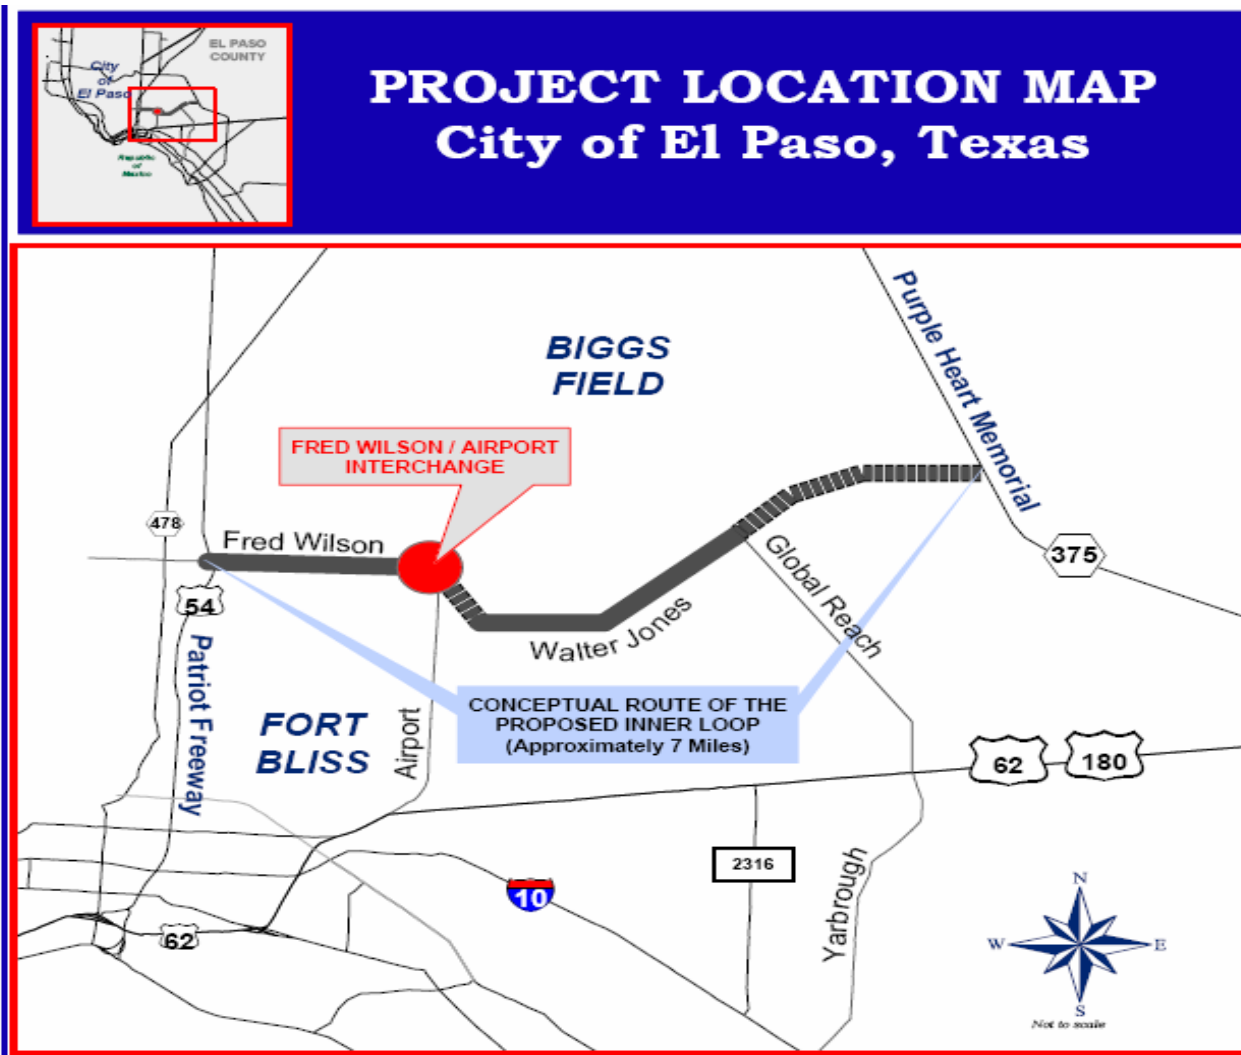 EL PASO
COUNTY
City
of
El Paso
Republic
of
Mexico
PROJECT LOCATION MAP
City of El Paso, Texas
BIGGS
FIELD
Purple Heart Memorial
FRED WILSON / AIRPORT
INTERCHANGE
478
Fred Wilson
375
Global Reach
54
Walter Jones
Patriot Freeway
CONCEPTUAL ROUTE OF THE
PROPOSED INNER LOOP
(Approximately 7 Miles)
FORT
BLISS
Airport
62
180
2316
10
Yarbrough
62
N
W
E
S
Not to scale